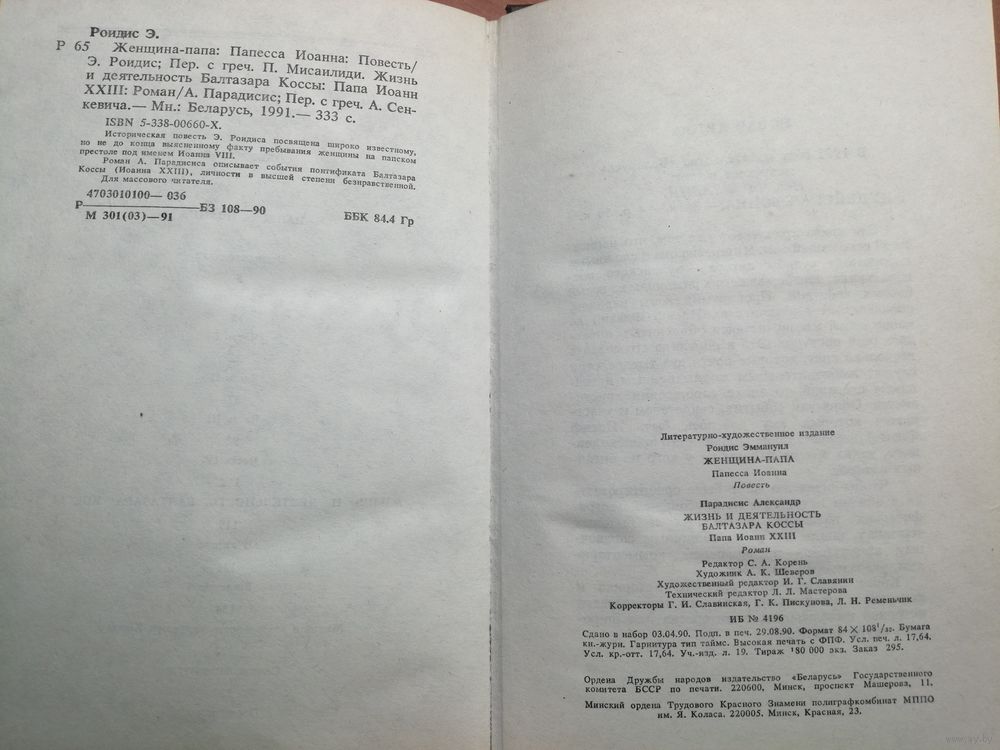 Роидис Э.
Р 65 Женщина-папа: Папесса Иоанна: Повесть/
Э. Роидис; Пер. с греч. П. Мисаилиди. Жизнь
и деятельность Балтазара Коссы: Папа Иоанн
XXIII: Роман/А. Парадисис; Пер. с греч. А. Сен-
кевича.— Мн.: Беларусь, 1991.— 333 с.
ISBN 5-338-00660-X.
Историческая повесть Э. Роидиса посвящена широко известному,
но не до конца выясненному факту пребывания женщины на папском
престоле под именем Иоанна VIII.
Роман А. Парадисиса описывает события понтификата Балтазара
Коссы (Иоанна XXIII), личности в высшей степени безнравственной.
Для массового читателя.
4703010100— 036
Р ——— БЗ 108—90
М 301(03)—91
ББК 84.4 Гр
Литературно-художественное издание
Роидис Эммануил
ЖЕНЩИНА-ПАПА
Папесса Иоанна
Повесть
Парадисис Александр
ЖИЗНЬ И ДЕЯТЕЛЬНОСТЬ
БАЛТАЗАРА КОССЫ
Папа Иоанн XXIII
Роман
Редактор С. А. Корень
Художник А. К. Шеверов
Художественный редактор И. Г. Славянин
Технический редактор Л. Л. Мастерова
Корректоры Г. И. Славинская, Г. К. Пискунова, Л. Н. Ременьчик
ИБ № 4196
Сдано в набор 03.04.90. Подп. в печ. 29.08.90. Формат 84 × 108¹/₃₂. Бумага
кн.-журн. Гарнитура тип таймс. Высокая печать с ФПФ. Усл. печ. л. 17,64.
Усл. кр.-отт. 17,64. Уч.-изд. л. 19. Тираж 180 000 экз. Заказ 295.
Ордена Дружбы народов издательство «Беларусь» Государственного
комитета БССР по печати. 220600, Минск, проспект Машерова, 11.
Минский ордена Трудового Красного Знамени полиграфкомбинат МППО
им. Я. Коласа. 220005. Минск, Красная, 23.
www.ay.by